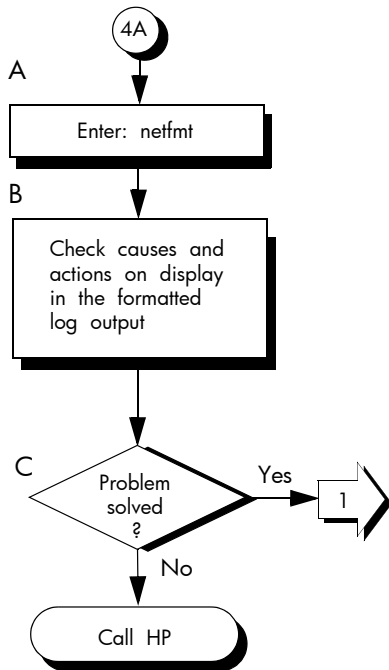 4A
A
Enter: netfmt
B
Check causes and
actions on display
in the formatted
log output
C
Problem
solved
?
Yes
1
No
Call HP